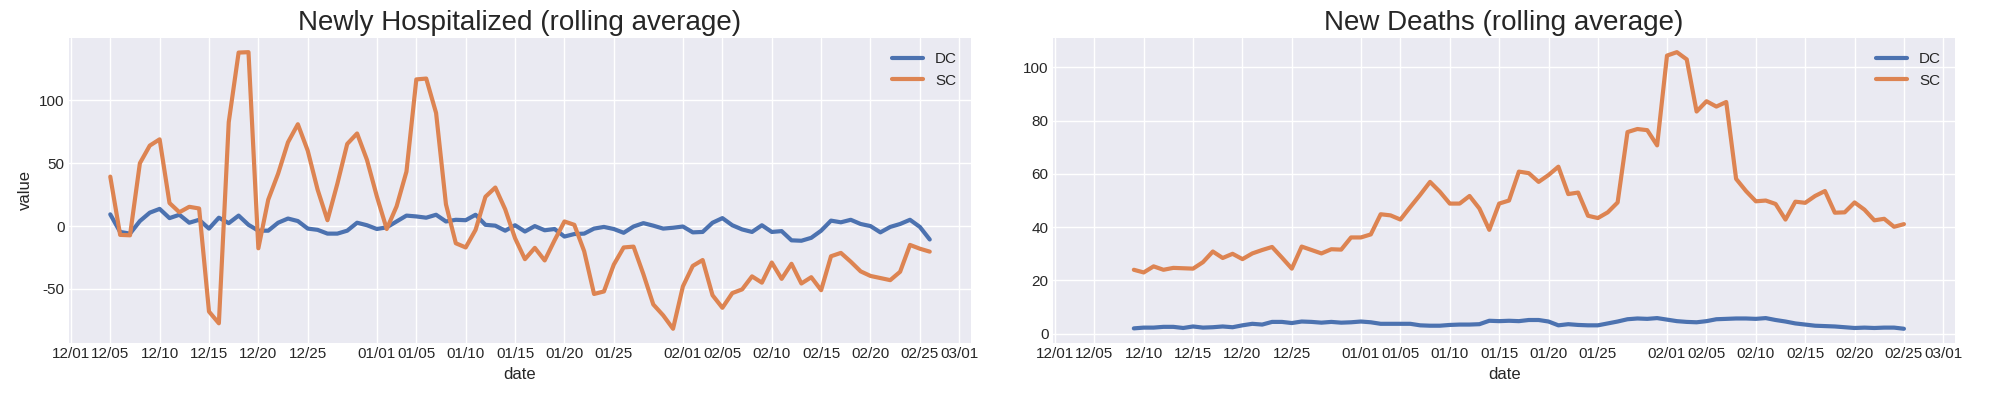 Newly Hospitalized (rolling average)
DC
SC
100
50
0
-50
value
12/01 12/05 12/10 12/15 12/20 12/25 01/01 01/05 01/10 01/15 01/20 01/25 02/01 02/05 02/10 02/15 02/20 02/25 03/01
date
New Deaths (rolling average)
DC
SC
100
80
60
40
20
0
12/01 12/05 12/10 12/15 12/20 12/25 01/01 01/05 01/10 01/15 01/20 01/25 02/01 02/05 02/10 02/15 02/20 02/25 03/01
date